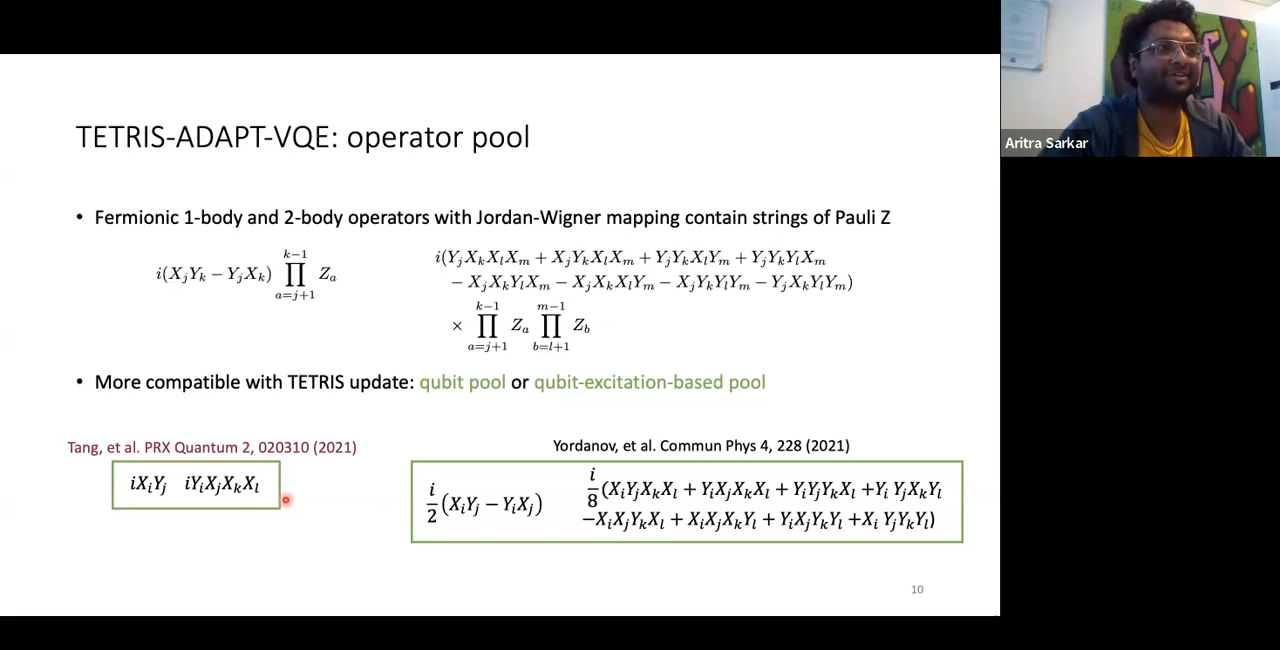 Aritra Sarkar
TETRIS-ADAPT-VQE: operator pool
• Fermionic 1-body and 2-body operators with Jordan-Wigner mapping contain strings of Pauli Z
i(X_jY_k − Y_jX_k) ∏_{a=j+1}^{k−1} Z_a
i(Y_jX_kX_lX_m + X_jY_kX_lX_m + Y_jY_kX_lY_m + Y_jY_kY_lX_m
− X_jX_kY_lX_m − X_jX_kX_lY_m − X_jY_kY_lY_m − Y_jX_kY_lY_m)
× ∏_{a=j+1}^{k−1} Z_a ∏_{b=l+1}^{m−1} Z_b
• More compatible with TETRIS update: qubit pool or qubit-excitation-based pool
Tang, et al. PRX Quantum 2, 020310 (2021)
iX_iY_j iY_iX_jX_kX_l
Yordanov, et al. Commun Phys 4, 228 (2021)
i/2 (X_iY_j − Y_iX_j)
i/8 (X_iY_jX_kX_l + Y_iX_jX_kX_l + Y_iY_jY_kX_l +Y_i Y_jX_kY_l
−X_iX_jY_kX_l + X_iX_jX_kY_l + Y_iX_jY_kY_l +X_i Y_jY_kY_l)
10